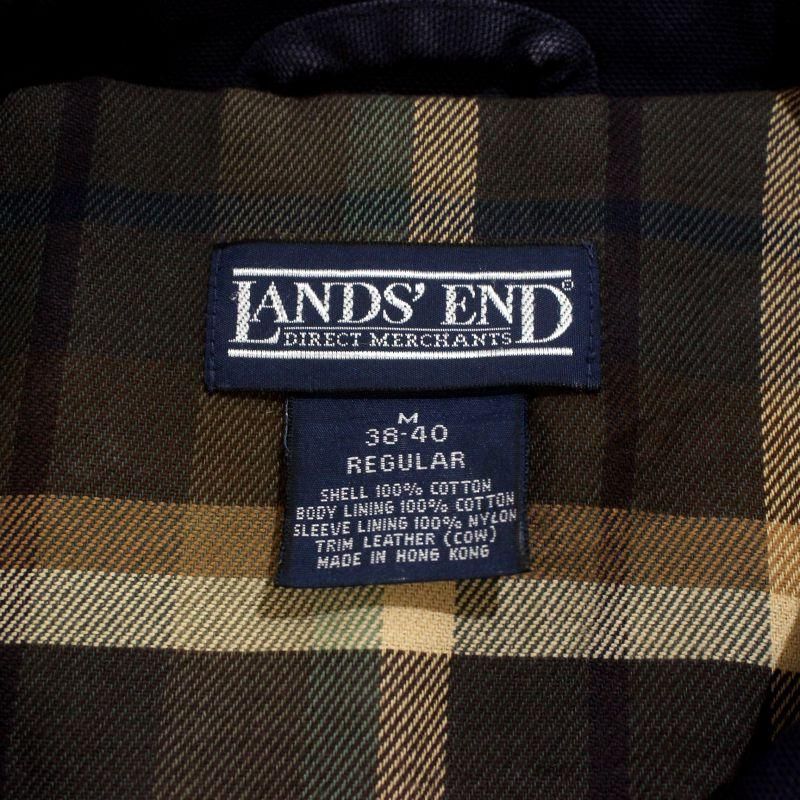 LANDS' END®
DIRECT MERCHANTS
M
38-40
REGULAR
SHELL 100% COTTON
BODY LINING 100% COTTON
SLEEVE LINING 100% NYLON
TRIM LEATHER (COW)
MADE IN HONG KONG